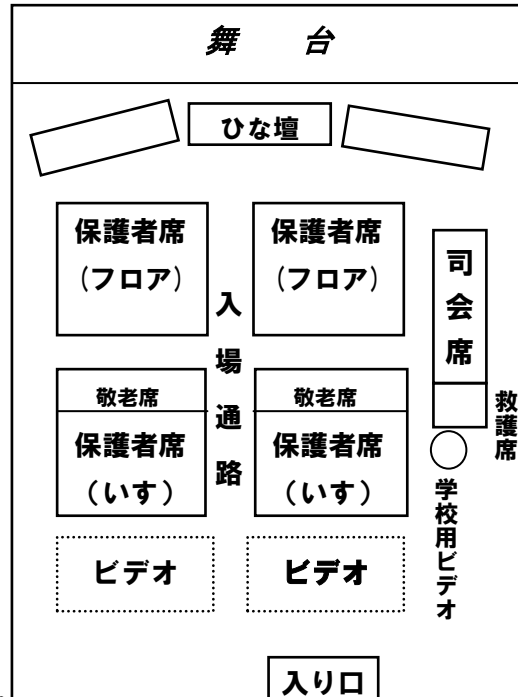 舞台
ひな壇
保護者席
(フロア)
保護者席
(フロア)
入場通路
司会席
敬老席
保護者席
(いす)
敬老席
保護者席
(いす)
救護席
学校用ビデオ
ビデオ
ビデオ
入り口